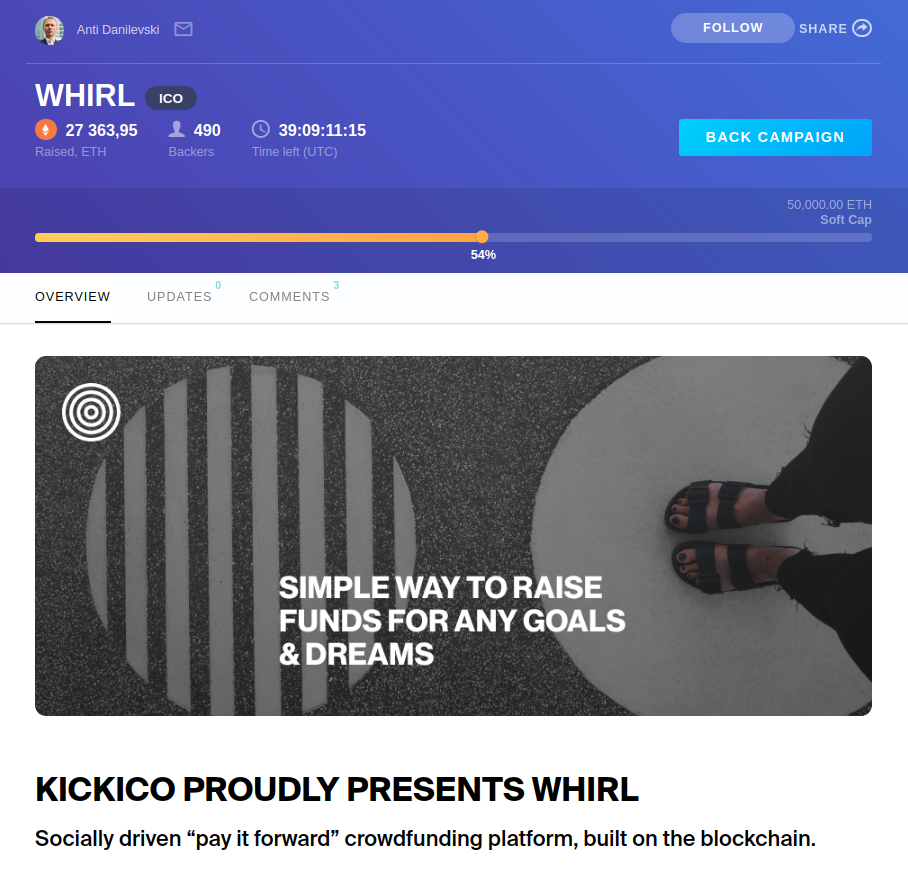 Anti Danilevski
FOLLOW
SHARE
WHIRL
ICO
27 363,95
490
39:09:11:15
Raised, ETH
Backers
Time left (UTC)
BACK CAMPAIGN
50,000.00 ETH
Soft Cap
54%
OVERVIEW
UPDATES 0
COMMENTS 3
SIMPLE WAY TO RAISE
FUNDS FOR ANY GOALS
& DREAMS
KICKICO PROUDLY PRESENTS WHIRL
Socially driven “pay it forward” crowdfunding platform, built on the blockchain.